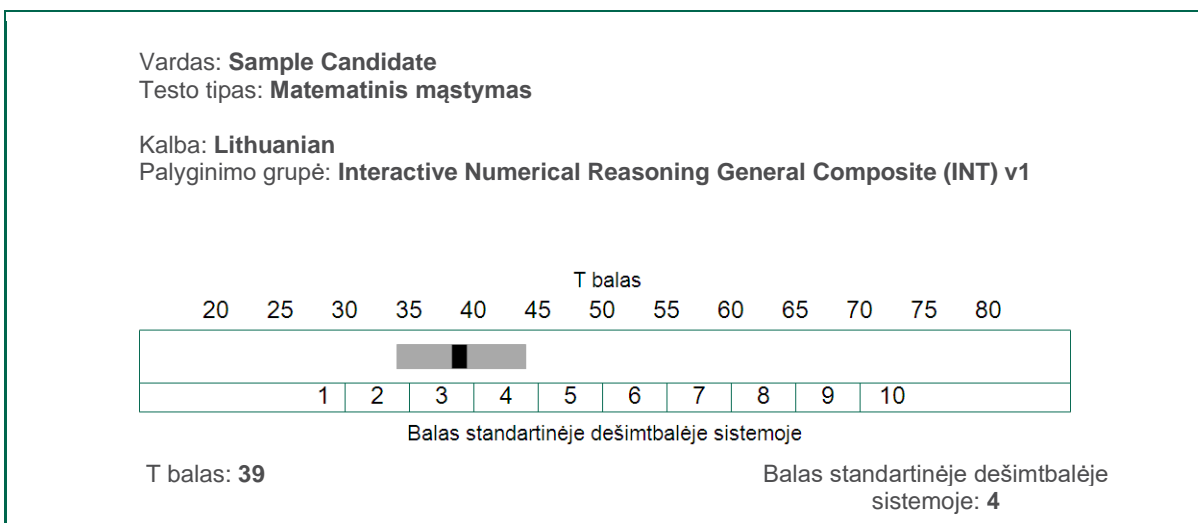 Vardas: Sample Candidate
Testo tipas: Matematinis mąstymas
Kalba: Lithuanian
Palyginimo grupė: Interactive Numerical Reasoning General Composite (INT) v1
T balas
20 25 30 35 40 45 50 55 60 65 70 75 80
1 2 3 4 5 6 7 8 9 10
Balas standartinėje dešimtbalėje sistemoje
T balas: 39
Balas standartinėje dešimtbalėje
sistemoje: 4